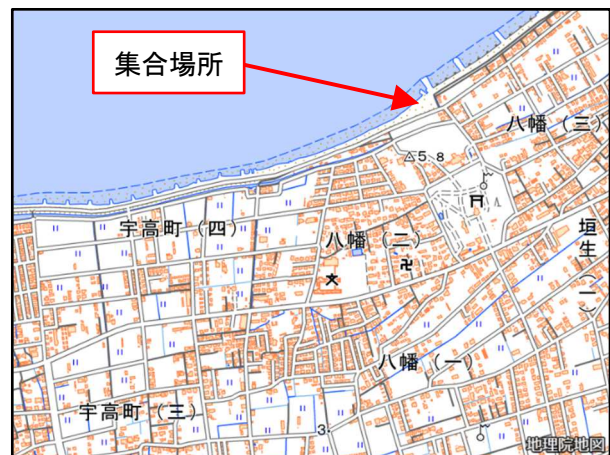 集合場所
八幡（三）
5.8
宇高町（四）
八幡（二）
垣生（一）
八幡（一）
宇高町（三）
3
地理院地図